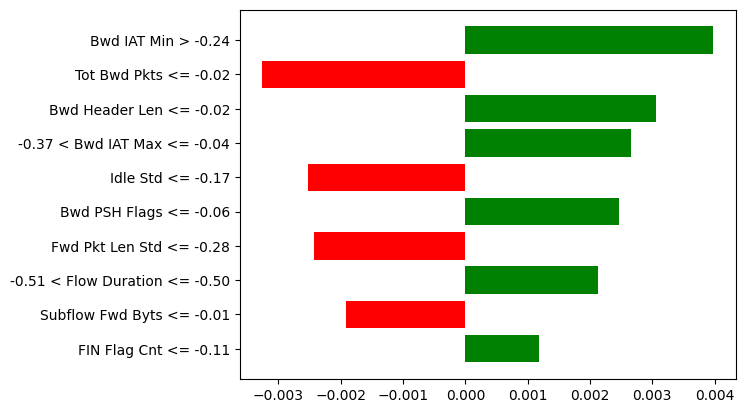 Bwd IAT Min > -0.24
Tot Bwd Pkts <= -0.02
Bwd Header Len <= -0.02
-0.37 < Bwd IAT Max <= -0.04
Idle Std <= -0.17
Bwd PSH Flags <= -0.06
Fwd Pkt Len Std <= -0.28
-0.51 < Flow Duration <= -0.50
Subflow Fwd Byts <= -0.01
FIN Flag Cnt <= -0.11
−0.003 −0.002 −0.001 0.000 0.001 0.002 0.003 0.004